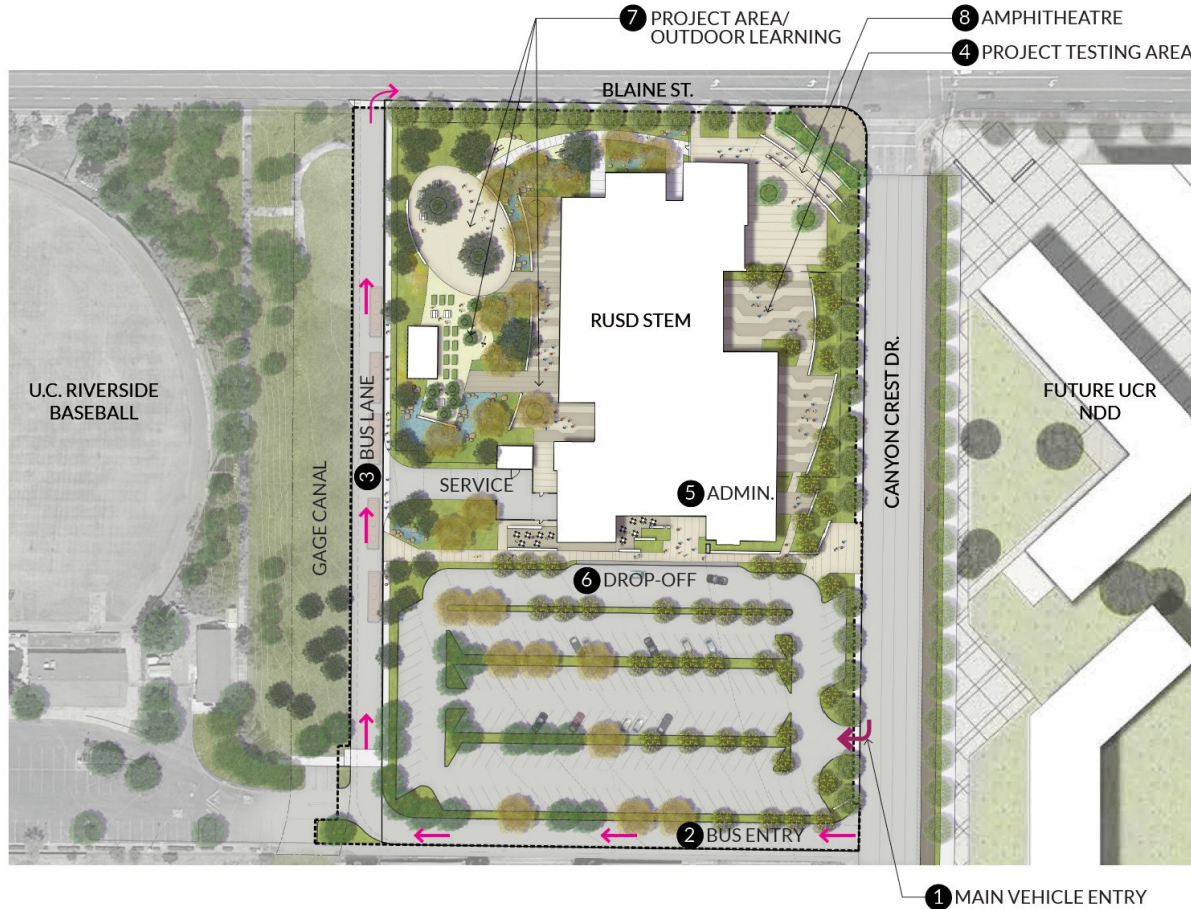 7 PROJECT AREA/
OUTDOOR LEARNING
8 AMPHITHEATRE
4 PROJECT TESTING AREA
BLAINE ST.
RUSD STEM
U.C. RIVERSIDE
BASEBALL
GAGE CANAL
3 BUS LANE
CANYON CREST DR.
FUTURE UCR
NDD
SERVICE
5 ADMIN.
6 DROP-OFF
2 BUS ENTRY
1 MAIN VEHICLE ENTRY